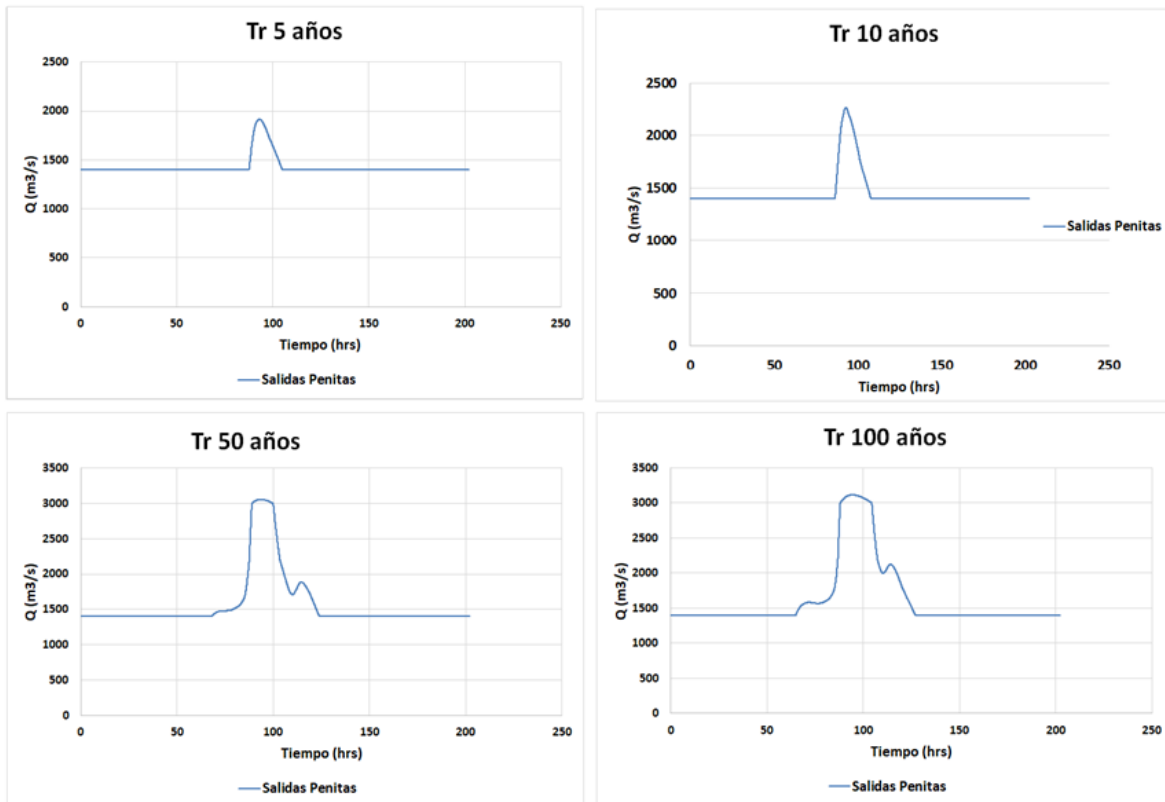 Tr 5 años
2500
2000
1500
1000
500
0
Q (m3/s)
0 50 100 150 200 250
Tiempo (hrs)
Salidas Penitas
Tr 10 años
2500
2000
1500
1000
500
0
Q (m3/s)
0 50 100 150 200 250
Tiempo (hrs)
Salidas Penitas
Tr 50 años
3500
3000
2500
2000
1500
1000
500
0
Q (m3/s)
0 50 100 150 200 250
Tiempo (hrs)
Salidas Penitas
Tr 100 años
3500
3000
2500
2000
1500
1000
500
0
Q (m3/s)
0 50 100 150 200 250
Tiempo (hrs)
Salidas Penitas